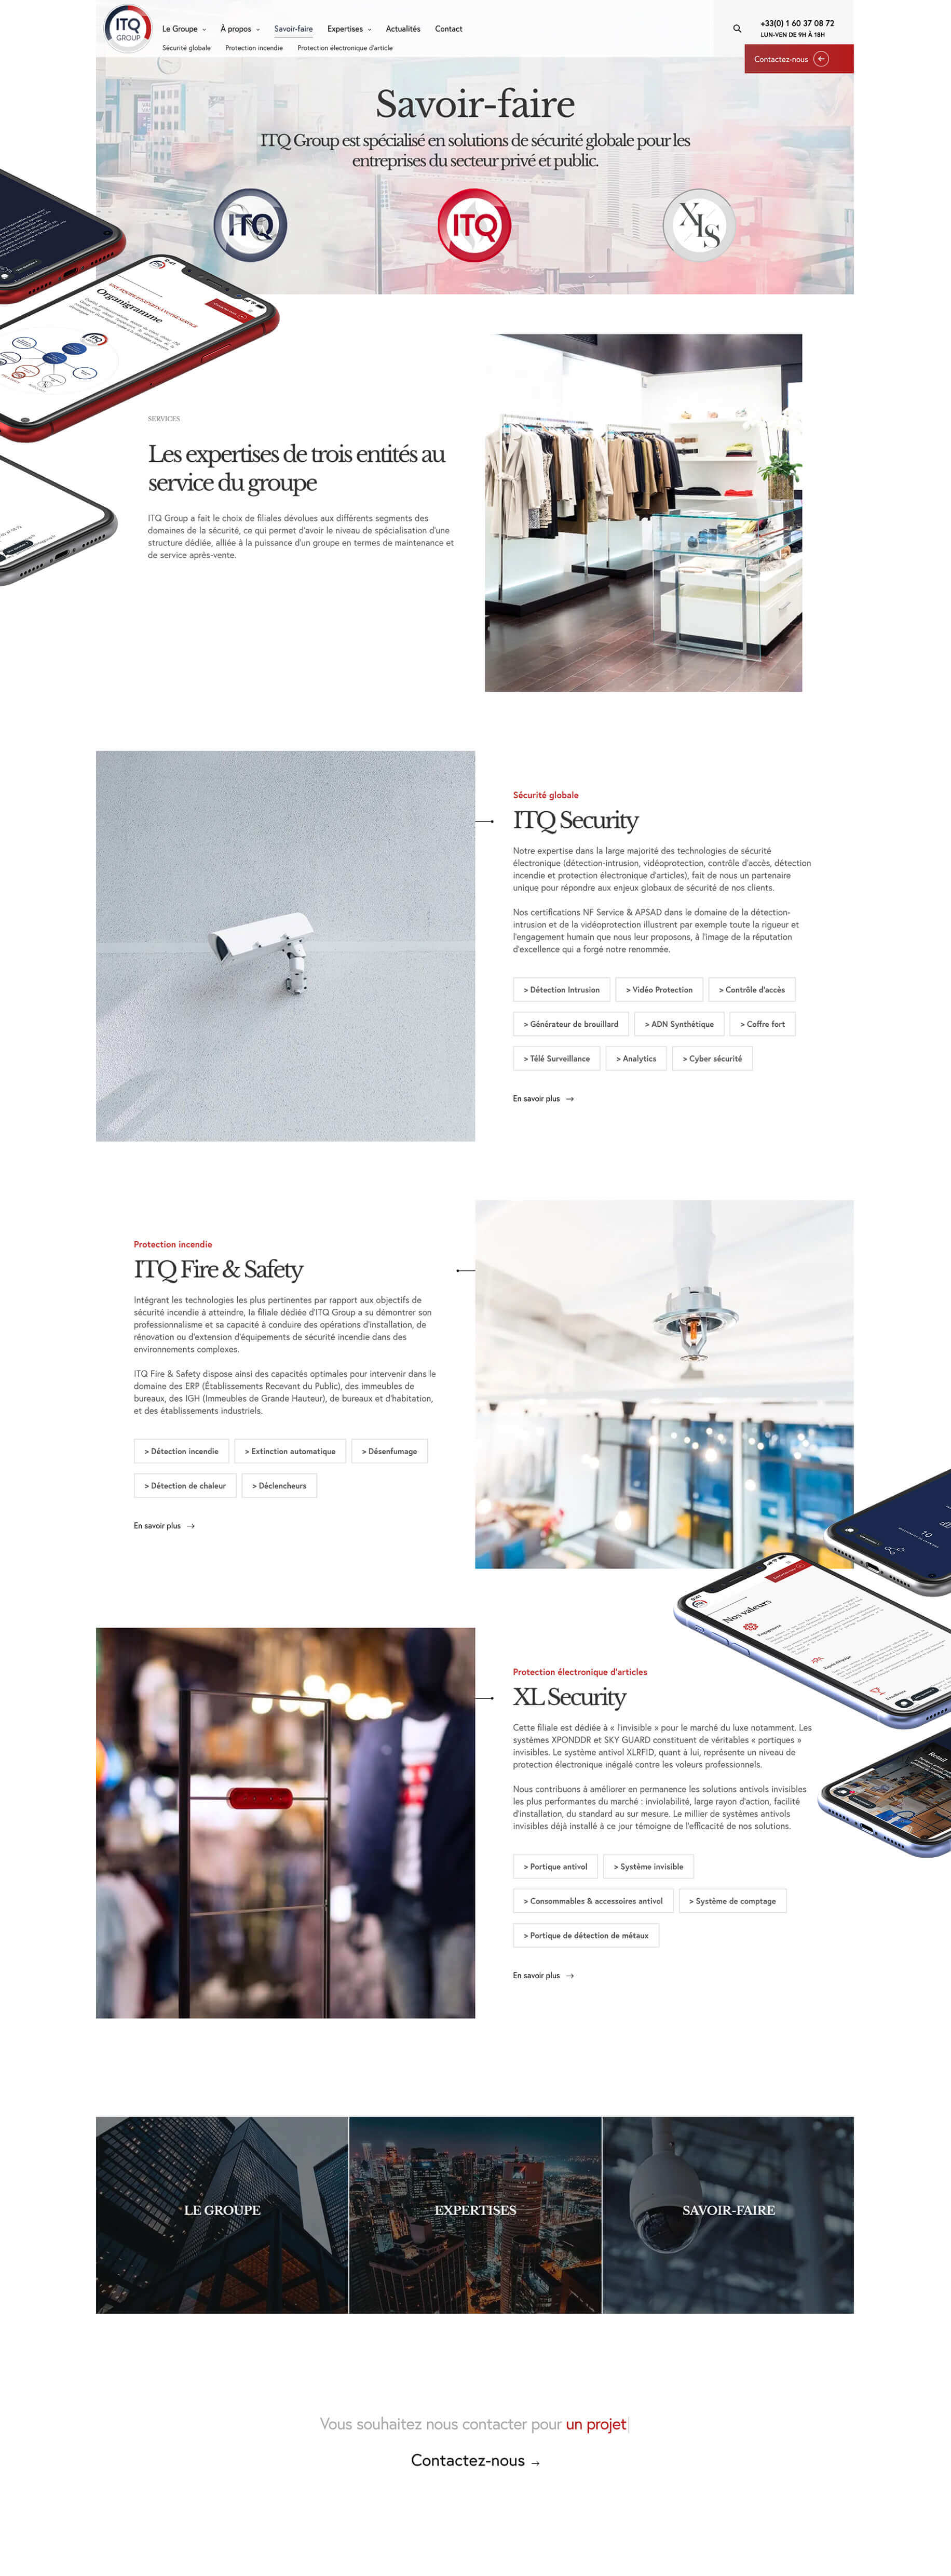 ITQ
GROUP
Le Groupe
À propos
Savoir-faire
Expertises
Actualités
Contact
+33(0) 1 60 37 08 72
LUN-VEN DE 9H À 18H
Sécurité globale
Protection incendie
Protection électronique d'article
Contactez-nous
Savoir-faire
ITQ Group est spécialisé en solutions de sécurité globale pour les
entreprises du secteur privé et public.
ITQ
ITQ
XLS
UNE ÉQUIPE D'EXPERTS À VOTRE SERVICE
Organigramme
SERVICES
Les expertises de trois entités au
service du groupe
ITQ Group a fait le choix de filiales dévolues aux différents segments des
domaines de la sécurité, ce qui permet d'avoir le niveau de spécialisation d'une
structure dédiée, alliée à la puissance d'un groupe en termes de maintenance et
de service après-vente.
Sécurité globale
ITQ Security
Notre expertise dans la large majorité des technologies de sécurité
électronique (détection-intrusion, vidéoprotection, contrôle d'accès, détection
incendie et protection électronique d'articles), fait de nous un partenaire
unique pour répondre aux enjeux globaux de sécurité de nos clients.
Nos certifications NF Service & APSAD dans le domaine de la détection-
intrusion et de la vidéoprotection illustrent par exemple toute la rigueur et
l'engagement humain que nous leur proposons, à l'image de la réputation
d'excellence qui a forgé notre renommée.
> Détection Intrusion
> Vidéo Protection
> Contrôle d'accès
> Générateur de brouillard
> ADN Synthétique
> Coffre fort
> Télé Surveillance
> Analytics
> Cyber sécurité
En savoir plus →
Protection incendie
ITQ Fire & Safety
Intégrant les technologies les plus pertinentes par rapport aux objectifs de
sécurité incendie à atteindre, la filiale dédiée d'ITQ Group a su démontrer son
professionnalisme et sa capacité à conduire des opérations d'installation, de
rénovation ou d'extension d'équipements de sécurité incendie dans des
environnements complexes.
ITQ Fire & Safety dispose ainsi des capacités optimales pour intervenir dans le
domaine des ERP (Établissements Recevant du Public), des immeubles de
bureaux, des IGH (Immeubles de Grande Hauteur), de bureaux et d'habitation,
et des établissements industriels.
> Détection incendie
> Extinction automatique
> Désenfumage
> Détection de chaleur
> Déclencheurs
En savoir plus →
Nos valeurs
Retail
Protection électronique d'articles
XL Security
Cette filiale est dédiée à « l'invisible » pour le marché du luxe notamment. Les
systèmes XPONDDR et SKY GUARD constituent de véritables « portiques »
invisibles. Le système antivol XLRFID, quant à lui, représente un niveau de
protection électronique inégalé contre les voleurs professionnels.
Nous contribuons à améliorer en permanence les solutions antivols invisibles
les plus performantes du marché : inviolabilité, large rayon d'action, facilité
d'installation, du standard au sur mesure. Le millier de systèmes antivols
invisibles déjà installé à ce jour témoigne de l'efficacité de nos solutions.
> Portique antivol
> Système invisible
> Consommables & accessoires antivol
> Système de comptage
> Portique de détection de métaux
En savoir plus →
LE GROUPE
EXPERTISES
SAVOIR-FAIRE
Vous souhaitez nous contacter pour un projet
Contactez-nous →